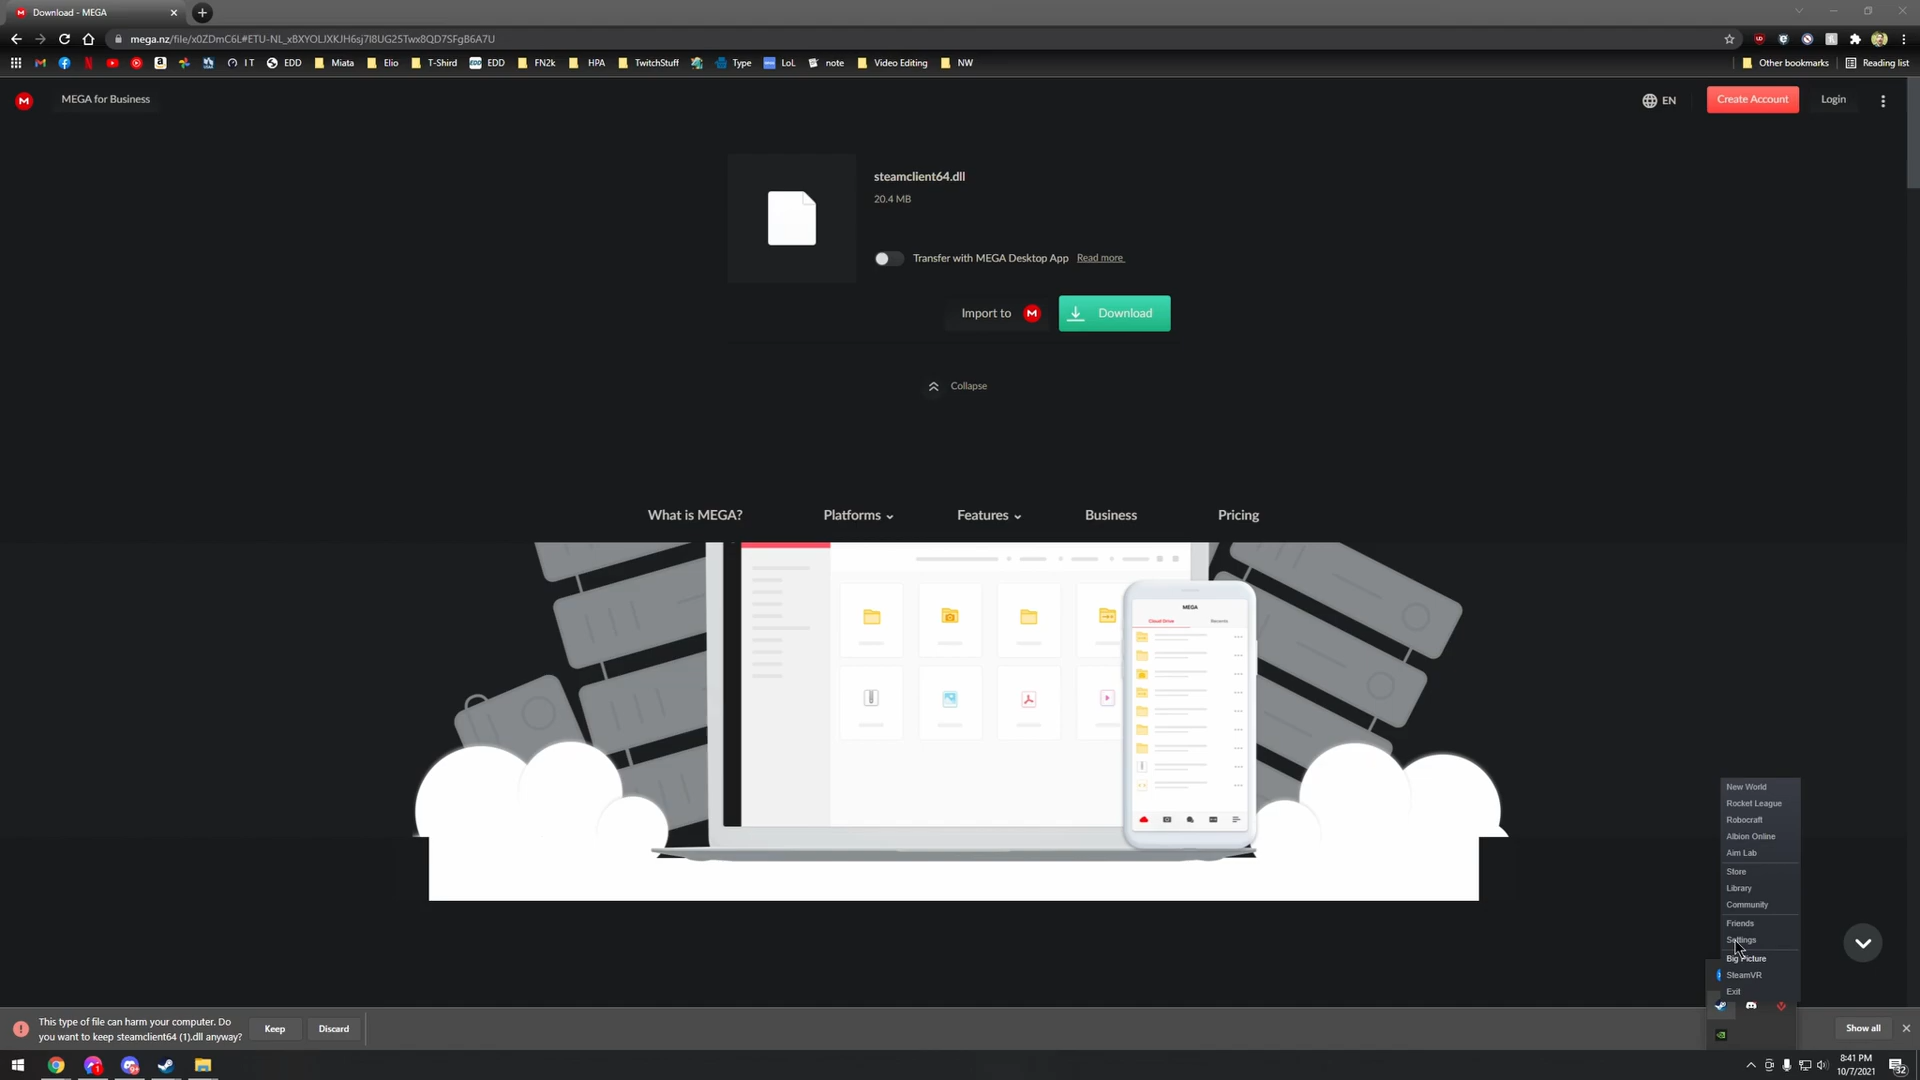 Download - MEGA
mega.nz/file/x0ZDmC6L#ETU-NL_xBXYOLJXKJH6sj7I8UG25Twx8QD7SFgB6A7U
I T
EDD
Miata
Elio
T-Shird
EDD
FN2k
HPA
TwitchStuff
Type
LoL
note
Video Editing
NW
Other bookmarks
Reading list
MEGA for Business
EN
Create Account
Login
steamclient64.dll
20.4 MB
Transfer with MEGA Desktop App Read more
Import to
Download
Collapse
What is MEGA?
Platforms
Features
Business
Pricing
MEGA
Cloud Drive
Recents
New World
Rocket League
Robocraft
Albion Online
Aim Lab
Store
Library
Community
Friends
Settings
Big Picture
SteamVR
Exit
This type of file can harm your computer. Do
you want to keep steamclient64 (1).dll anyway?
Keep
Discard
Show all
8:41 PM
10/7/2021
32